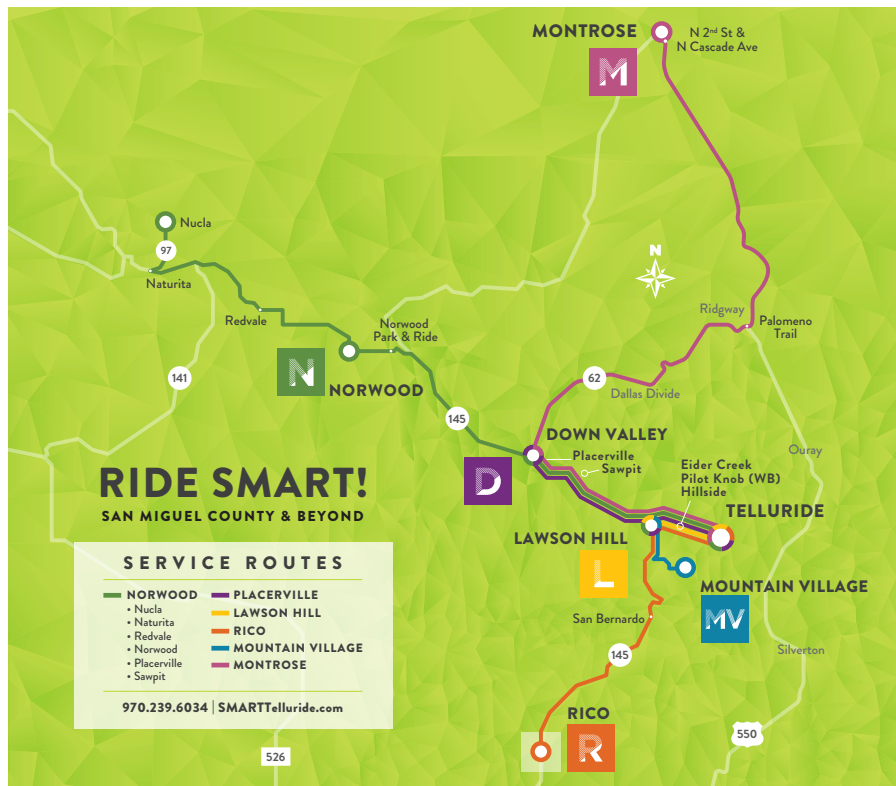 MONTROSE
M
N 2nd St &
N Cascade Ave
Nucla
97
Naturita
Redvale
Norwood
Park & Ride
N
Ridgway
Palomeno
Trail
141
N
NORWOOD
62
Dallas Divide
145
DOWN VALLEY
Placerville
Sawpit
D
Ouray
Eider Creek
Pilot Knob (WB)
Hillside
TELLURIDE
LAWSON HILL
L
MOUNTAIN VILLAGE
MV
San Bernardo
145
Silverton
RICO
R
550
526
RIDE SMART!
SAN MIGUEL COUNTY & BEYOND
SERVICE ROUTES
NORWOOD
• Nucla
• Naturita
• Redvale
• Norwood
• Placerville
• Sawpit
PLACERVILLE
LAWSON HILL
RICO
MOUNTAIN VILLAGE
MONTROSE
970.239.6034 | SMARTTelluride.com